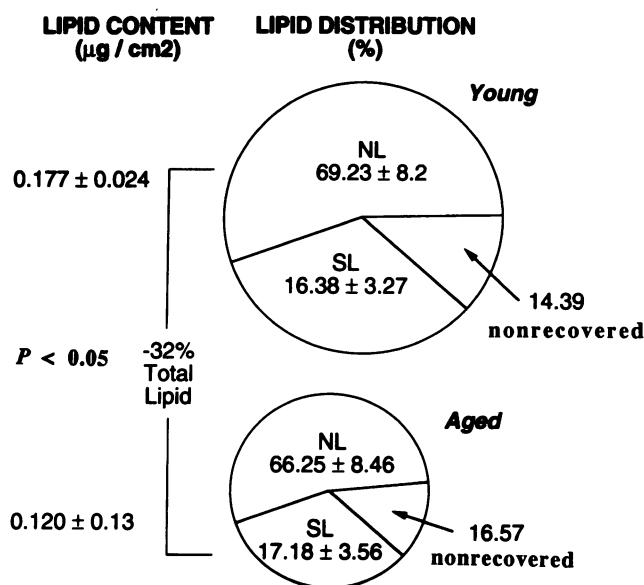 LIPID CONTENT
(µg / cm2)
LIPID DISTRIBUTION
(%)
Young
NL
69.23 ± 8.2
0.177 ± 0.024
SL
16.38 ± 3.27
14.39
nonrecovered
P < 0.05
-32%
Total
Lipid
Aged
NL
66.25 ± 8.46
0.120 ± 0.13
SL
17.18 ± 3.56
16.57
nonrecovered